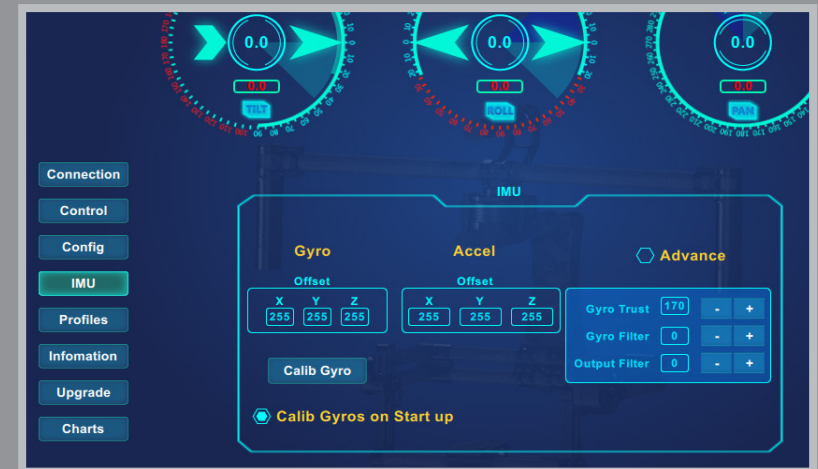 0.0 0.0 0.0
0.0 0.0 0.0
TILT ROLL PAN
Connection
Control
Config
IMU
Profiles
Infomation
Upgrade
Charts
IMU
Gyro Accel Advance
Offset Offset
X Y Z X Y Z
255 255 255 255 255 255
Gyro Trust 170 - +
Gyro Filter 0 - +
Output Filter 0 - +
Calib Gyro
Calib Gyros on Start up